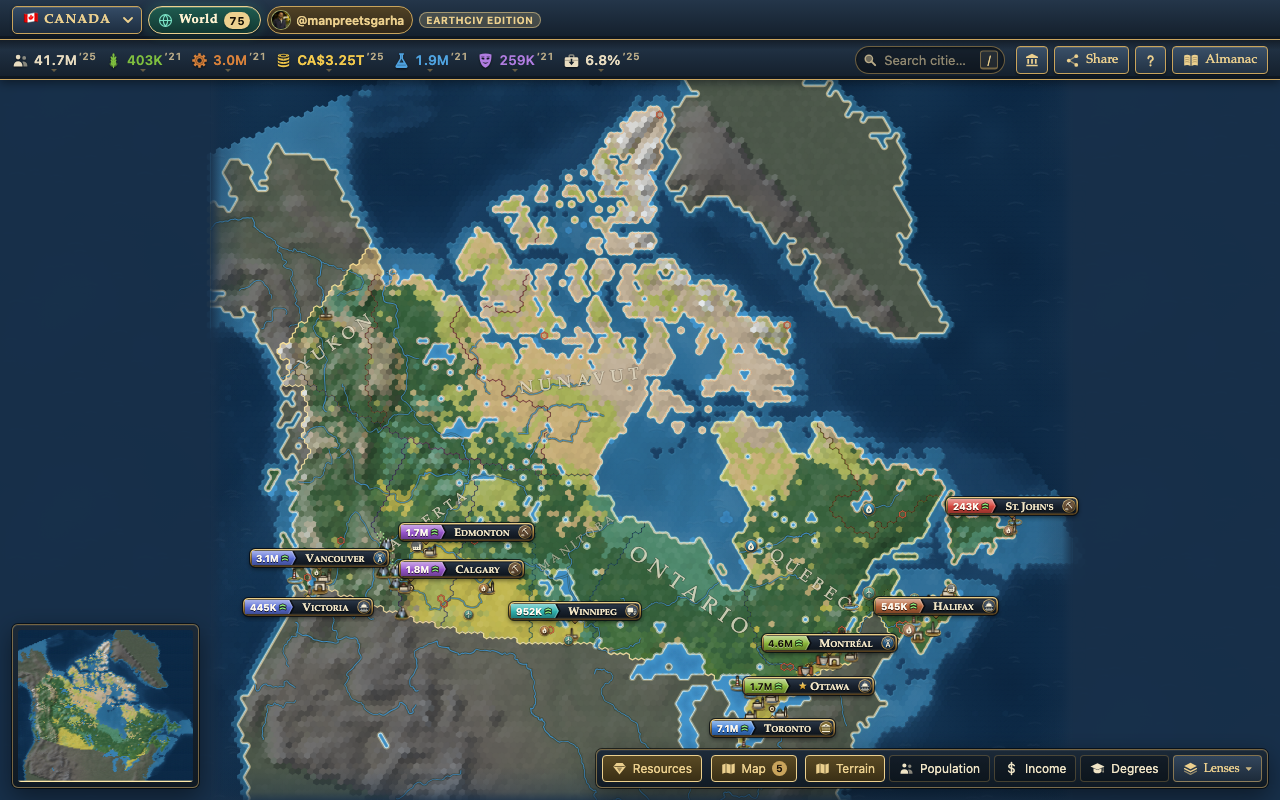 CANADA
World 75
@manpreetsgarha
EARTHCIV EDITION
41.7M '25
403K '21
3.0M '21
CA$3.25T '25
1.9M '21
259K '21
6.8% '25
Search citie... /
Share
?
Almanac
YUKON
NUNAVUT
ALBERTA
MANITOBA
ONTARIO
QUEBEC
243K ST. JOHN'S
1.7M EDMONTON
3.1M VANCOUVER
1.8M CALGARY
445K VICTORIA
952K WINNIPEG
545K HALIFAX
4.6M MONTRÉAL
1.7M OTTAWA
7.1M TORONTO
Resources
Map 5
Terrain
Population
$ Income
Degrees
Lenses